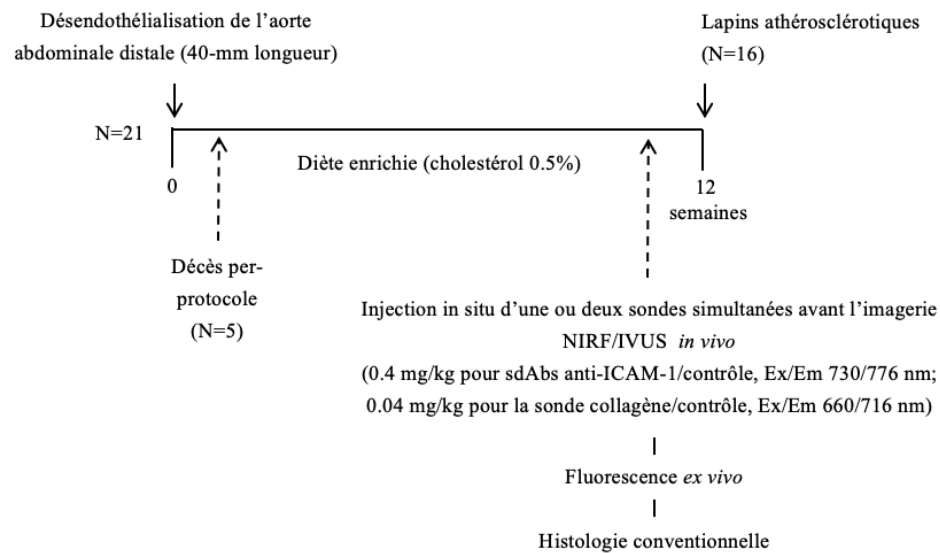 Désendothélialisation de l'aorte
abdominale distale (40-mm longueur)
Lapins athérosclérotiques
(N=16)
N=21
Diète enrichie (cholestérol 0.5%)
0
12
semaines
Décès per-
protocole
(N=5)
Injection in situ d'une ou deux sondes simultanées avant l'imagerie
NIRF/IVUS in vivo
(0.4 mg/kg pour sdAbs anti-ICAM-1/contrôle, Ex/Em 730/776 nm;
0.04 mg/kg pour la sonde collagène/contrôle, Ex/Em 660/716 nm)
Fluorescence ex vivo
Histologie conventionnelle